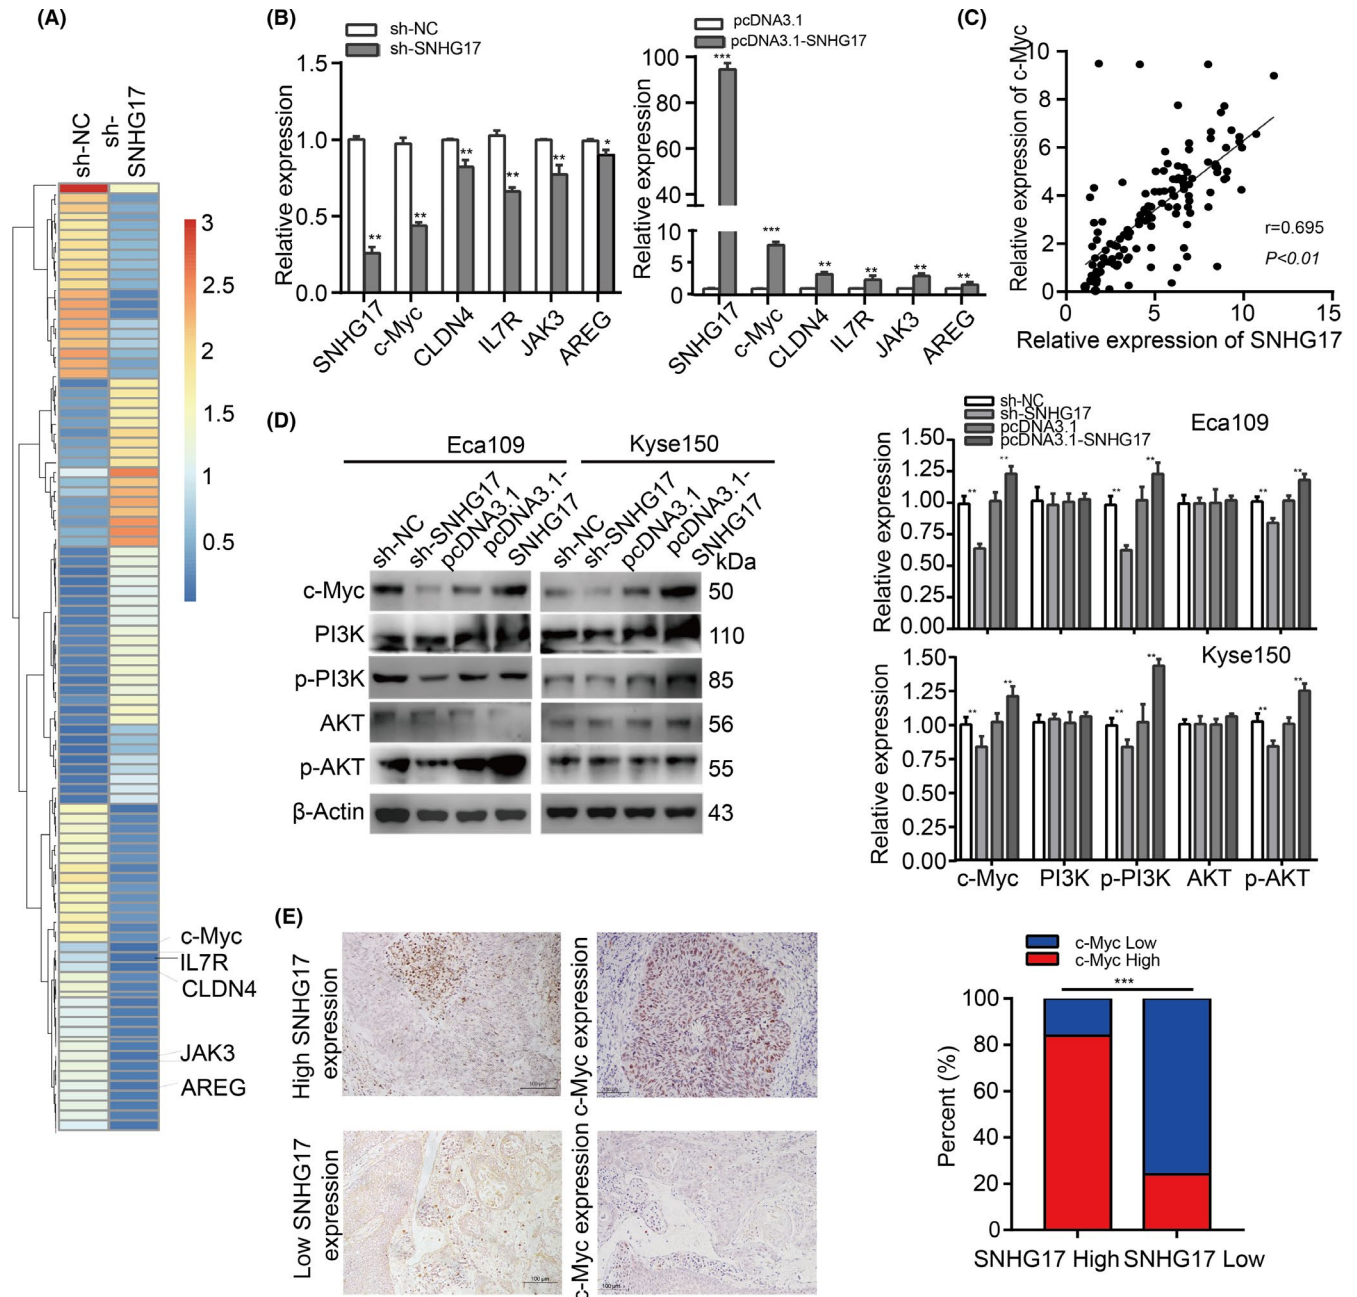 (A)
sh-NC
sh-
SNHG17
3
2.5
2
1.5
1
0.5
c-Myc
IL7R
CLDN4
JAK3
AREG
(B)
sh-NC
sh-SNHG17
Relative expression
1.5
1.0
0.5
0.0
**
**
**
**
**
*
SNHG17
c-Myc
CLDN4
IL7R
JAK3
AREG
pcDNA3.1
pcDNA3.1-SNHG17
Relative expression
100
80
60
40
10
5
0
***
***
**
**
**
**
SNHG17
c-Myc
CLDN4
IL7R
JAK3
AREG
(C)
Relative expression of c-Myc
10
8
6
4
2
0
r=0.695
P<0.01
0
5
10
15
Relative expression of SNHG17
(D)
Eca109
Kyse150
sh-NC
sh-SNHG17
pcDNA3.1
pcDNA3.1-
SNHG17
sh-NC
sh-SNHG17
pcDNA3.1
pcDNA3.1-
SNHG17
kDa
c-Myc
50
PI3K
110
p-PI3K
85
AKT
56
p-AKT
55
β-Actin
43
sh-NC
sh-SNHG17
pcDNA3.1
pcDNA3.1-SNHG17
Eca109
Relative expression
1.50
1.25
1.00
0.75
0.50
0.25
0.00
**
**
**
**
**
**
Kyse150
Relative expression
1.50
1.25
1.00
0.75
0.50
0.25
0.00
**
**
**
**
**
**
c-Myc
PI3K
p-PI3K
AKT
p-AKT
(E)
High SNHG17
expression
c-Myc expression
100 μm
100 μm
Low SNHG17
expression
c-Myc expression
100 μm
100 μm
c-Myc Low
c-Myc High
***
Percent (%)
100
80
60
40
20
0
SNHG17 High
SNHG17 Low